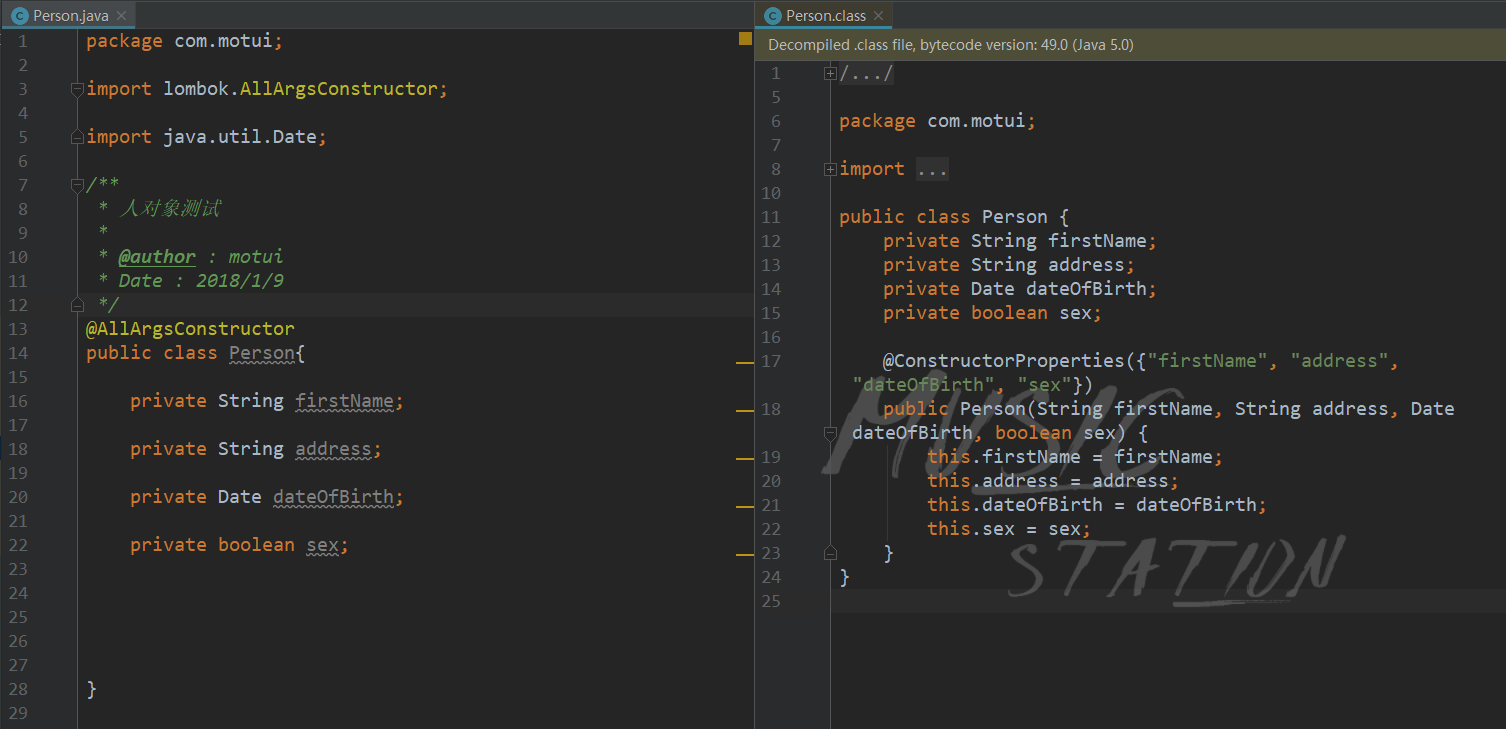 Person.java
1 package com.motui;
2
3 import lombok.AllArgsConstructor;
4
5 import java.util.Date;
6
7 /**
8 * 人对象测试
9 *
10 * @author : motui
11 * Date : 2018/1/9
12 */
13 @AllArgsConstructor
14 public class Person{
15
16 private String firstName;
17
18 private String address;
19
20 private Date dateOfBirth;
21
22 private boolean sex;
23
24
25
26
27
28 }
29
Person.class
Decompiled .class file, bytecode version: 49.0 (Java 5.0)
1 /.../
5
6 package com.motui;
7
8 import ...
10
11 public class Person {
12 private String firstName;
13 private String address;
14 private Date dateOfBirth;
15 private boolean sex;
16
17 @ConstructorProperties({"firstName", "address",
"dateOfBirth", "sex"})
18 public Person(String firstName, String address, Date
dateOfBirth, boolean sex) {
19 this.firstName = firstName;
20 this.address = address;
21 this.dateOfBirth = dateOfBirth;
22 this.sex = sex;
23 }
24 }
25
MUSIC
STATION